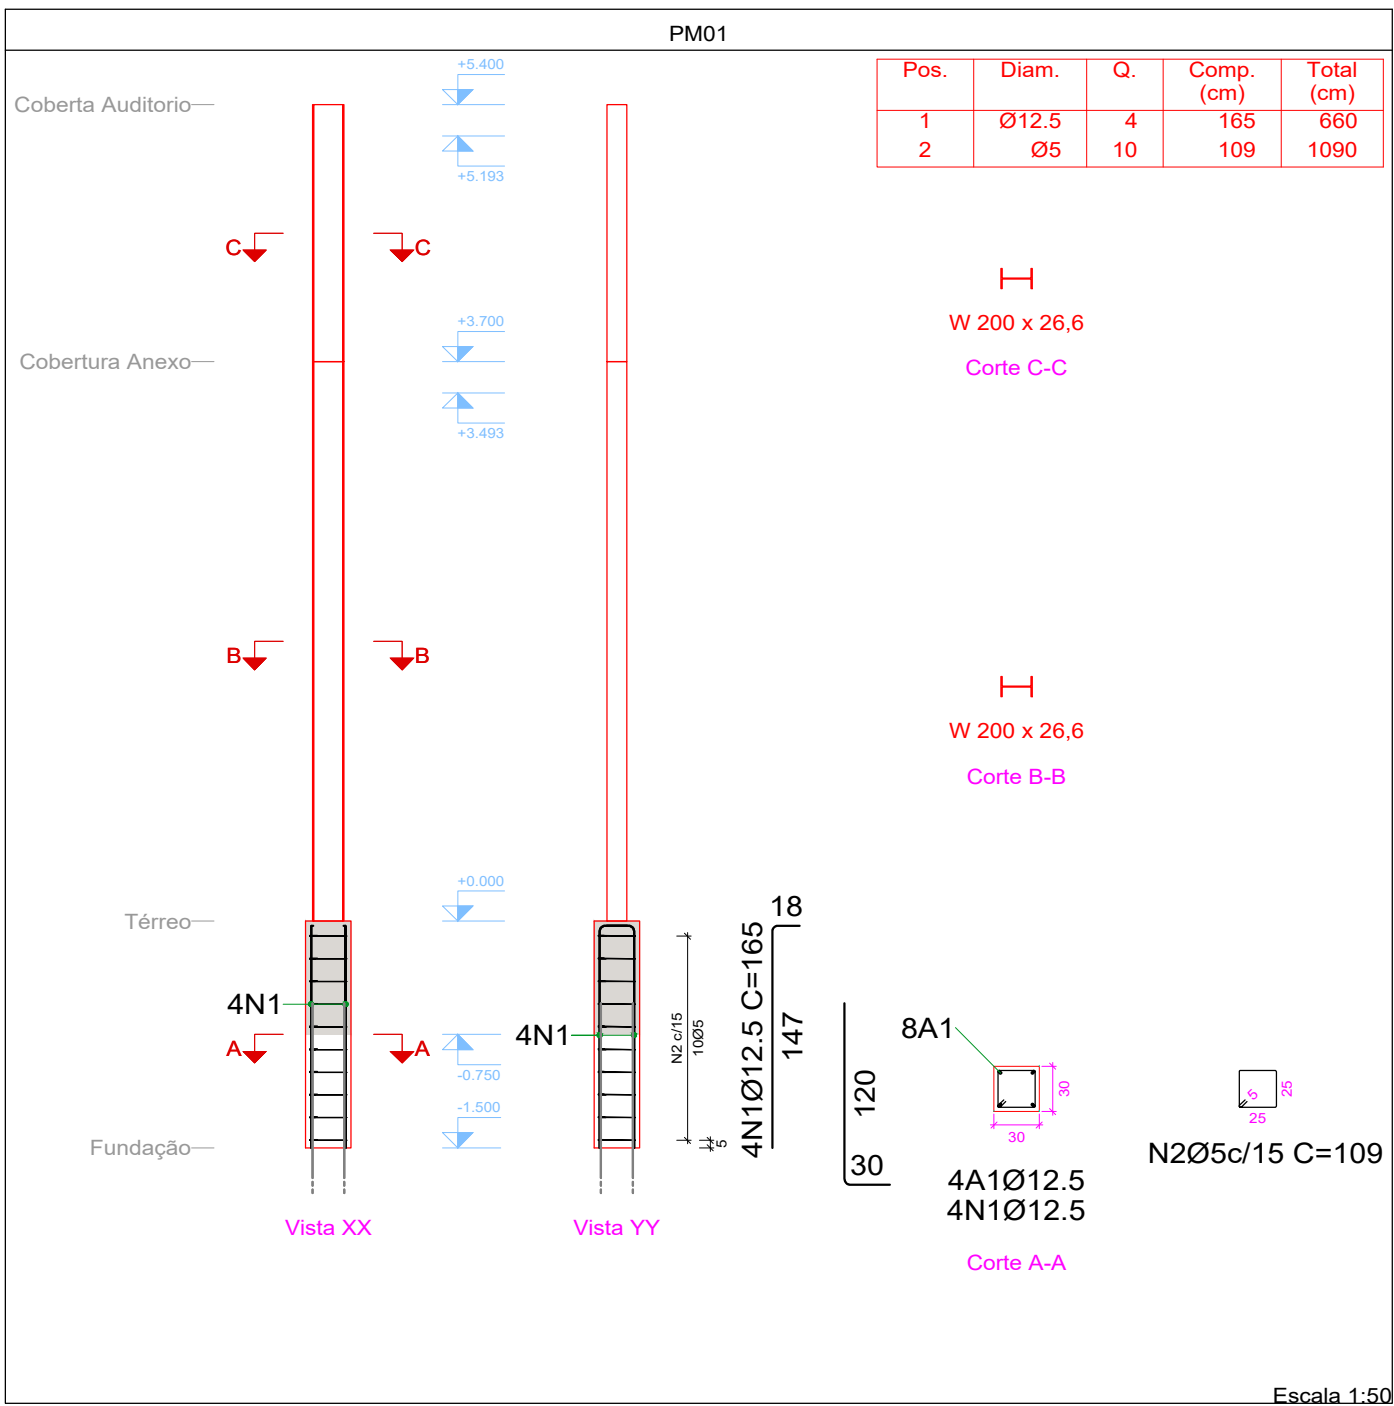 PM01
Pos. Diam. Q. Comp. (cm) Total (cm)
1 Ø12.5 4 165 660
2 Ø5 10 109 1090
Coberta Auditorio
+5.400
+5.193
C C
W 200 x 26,6
Corte C-C
Cobertura Anexo
+3.700
+3.493
B B
W 200 x 26,6
Corte B-B
Térreo
+0.000
4N1
A A
-0.750
-1.500
Fundação
Vista XX
4N1
N2 c/15
10Ø5
5
Vista YY
4N1Ø12.5 C=165
18
147
120
30
8A1
30
30
4A1Ø12.5
4N1Ø12.5
Corte A-A
5
25
25
N2Ø5c/15 C=109
Escala 1:50